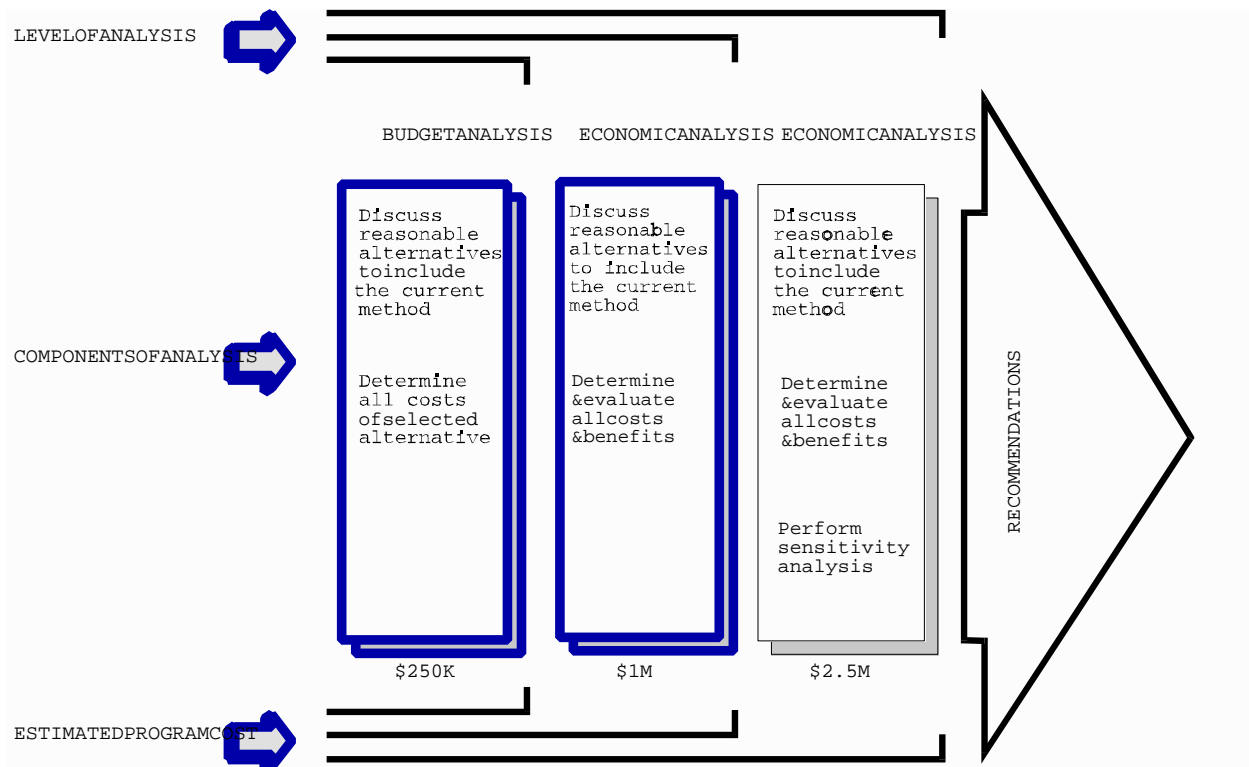 LEVELOFANALYSIS
BUDGETANALYSIS
ECONOMICANALYSIS
ECONOMICANALYSIS
Discuss
reasonable
alternatives
toinclude
the current
method
Determine
all costs
ofselected
alternative
Discuss
reasonable
alternatives
to include
the current
method
Determine
&evaluate
allcosts
&benefits
Discuss
reasonable
alternatives
toinclude
the current
method
Determine
&evaluate
allcosts
&benefits
Perform
sensitivity
analysis
COMPONENTSOFANALYSIS
RECOMMENDATIONS
$250K
$1M
$2.5M
ESTIMATEDPROGRAMCOST